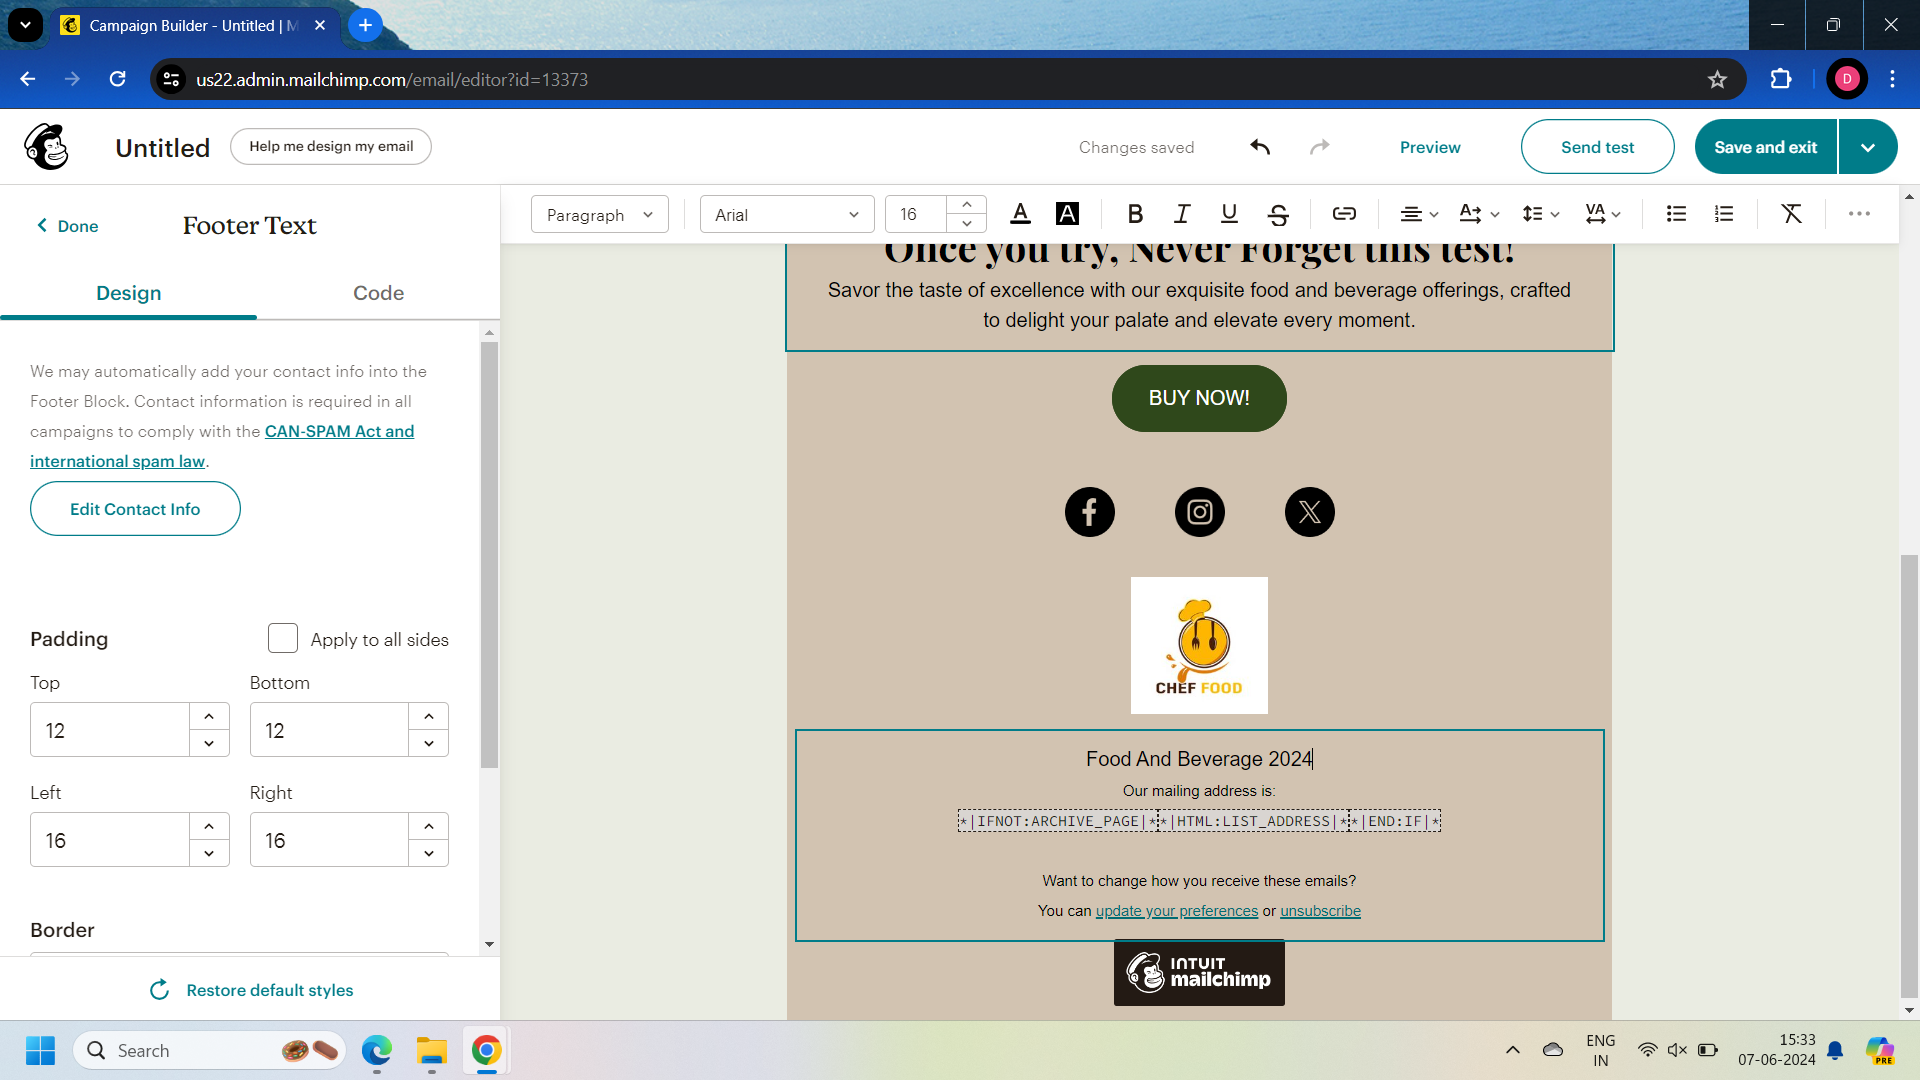 Campaign Builder - Untitled | M
us22.admin.mailchimp.com/email/editor?id=13373
D
Untitled
Help me design my email
Changes saved
Preview
Send test
Save and exit
Done
Footer Text
Paragraph
Arial
16
A
A
B
I
U
S
VA
Design
Code
We may automatically add your contact info into the
Footer Block. Contact information is required in all
campaigns to comply with the CAN-SPAM Act and
international spam law.
Edit Contact Info
Padding
Apply to all sides
Top
Bottom
12
12
Left
Right
16
16
Border
Restore default styles
Once you try, Never Forget this test!
Savor the taste of excellence with our exquisite food and beverage offerings, crafted
to delight your palate and elevate every moment.
BUY NOW!
CHEF FOOD
Food And Beverage 2024
Our mailing address is:
*|IFNOT:ARCHIVE_PAGE|**|HTML:LIST_ADDRESS|**|END:IF|*
Want to change how you receive these emails?
You can update your preferences or unsubscribe
INTUIT
mailchimp
Search
ENG
IN
15:33
07-06-2024
PRE